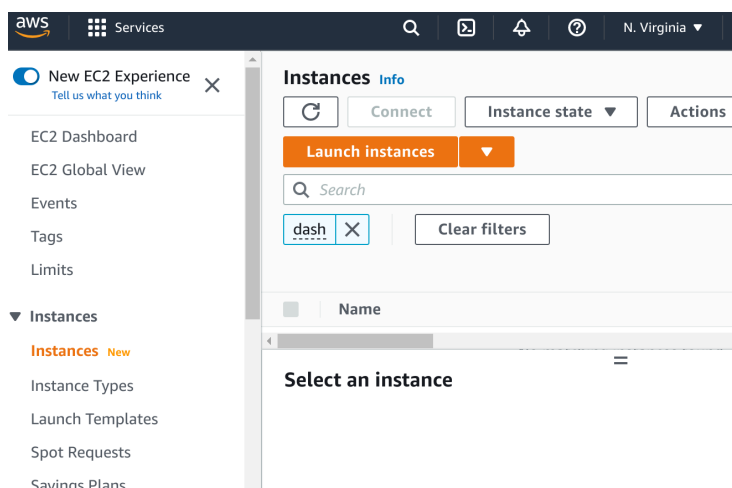 aws
Services
N. Virginia
New EC2 Experience
Tell us what you think
EC2 Dashboard
EC2 Global View
Events
Tags
Limits
Instances
Instances New
Instance Types
Launch Templates
Spot Requests
Savings Plans
Instances Info
Connect
Instance state
Actions
Launch instances
Search
dash
Clear filters
Name
Select an instance